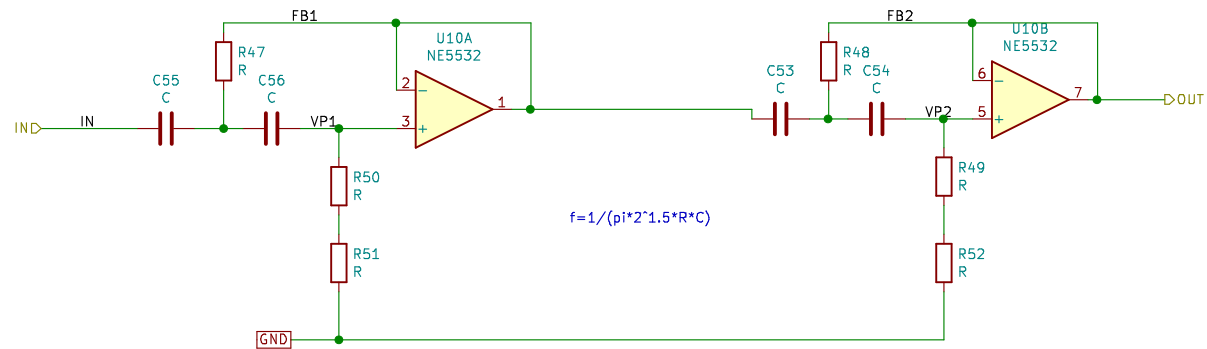 FB1
U10A
NE5532
R47
R
C55
C
C56
C
2
3
1
IN
IN
VP1
R50
R
R51
R
GND
f=1/(pi*2^1.5*R*C)
FB2
U10B
NE5532
R48
R
C53
C
C54
C
6
5
7
OUT
VP2
R49
R
R52
R